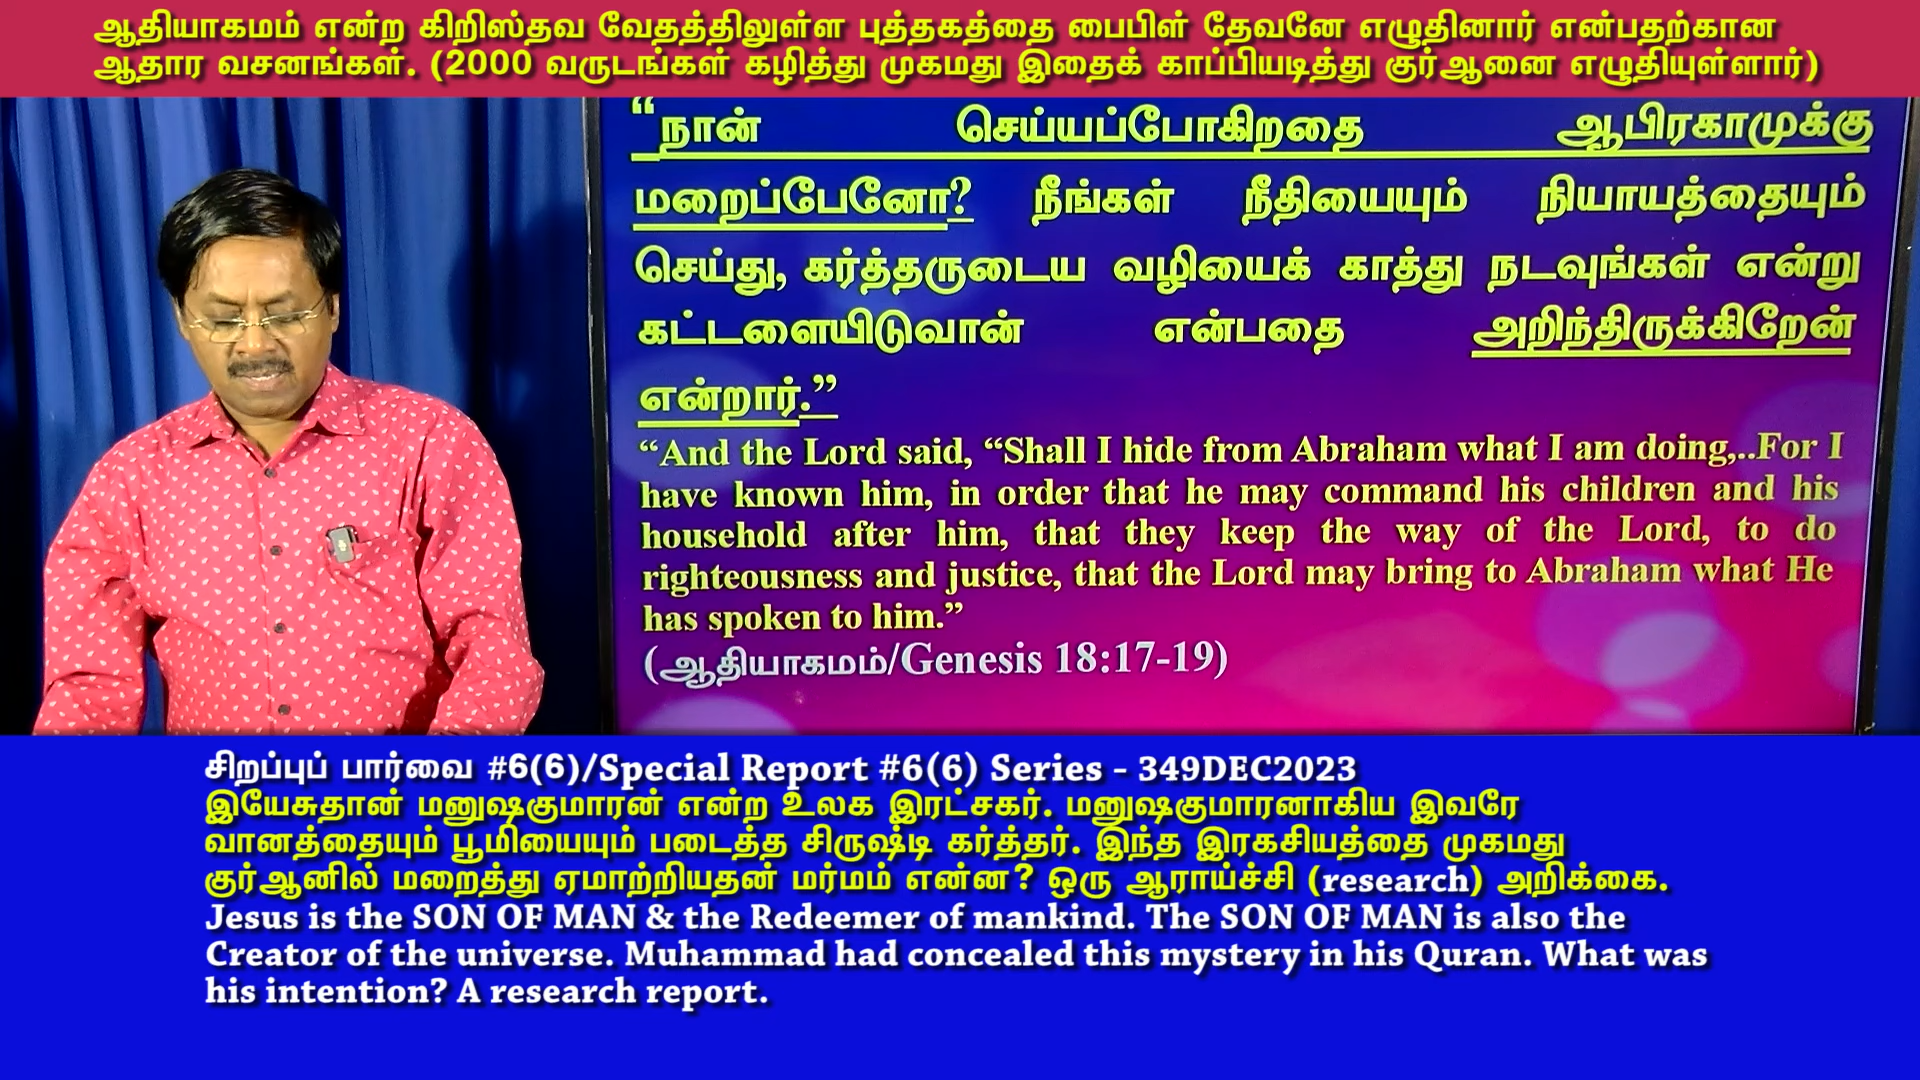 ஆதியாகமம் என்ற கிறிஸ்தவ வேதத்திலுள்ள புத்தகத்தை பைபிள் தேவனே எழுதினார் என்பதற்கான
ஆதார வசனங்கள். (2000 வருடங்கள் கழித்து முகமது இதைக் காப்பியடித்து குர்ஆனை எழுதியுள்ளார்)
“நான் செய்யப்போகிறதை ஆபிரகாமுக்கு
மறைப்பேனோ? நீங்கள் நீதியையும் நியாயத்தையும்
செய்து, கர்த்தருடைய வழியைக் காத்து நடவுங்கள் என்று
கட்டளையிடுவான் என்பதை அறிந்திருக்கிறேன்
என்றார்.”
“And the Lord said, “Shall I hide from Abraham what I am doing,..For I
have known him, in order that he may command his children and his
household after him, that they keep the way of the Lord, to do
righteousness and justice, that the Lord may bring to Abraham what He
has spoken to him.”
(ஆதியாகமம்/Genesis 18:17-19)
சிறப்புப் பார்வை #6(6)/Special Report #6(6) Series - 349DEC2023
இயேசுதான் மனுஷகுமாரன் என்ற உலக இரட்சகர். மனுஷகுமாரனாகிய இவரே
வானத்தையும் பூமியையும் படைத்த சிருஷ்டி கர்த்தர். இந்த இரகசியத்தை முகமது
குர்ஆனில் மறைத்து ஏமாற்றியதன் மர்மம் என்ன? ஒரு ஆராய்ச்சி (research) அறிக்கை.
Jesus is the SON OF MAN & the Redeemer of mankind. The SON OF MAN is also the
Creator of the universe. Muhammad had concealed this mystery in his Quran. What was
his intention? A research report.